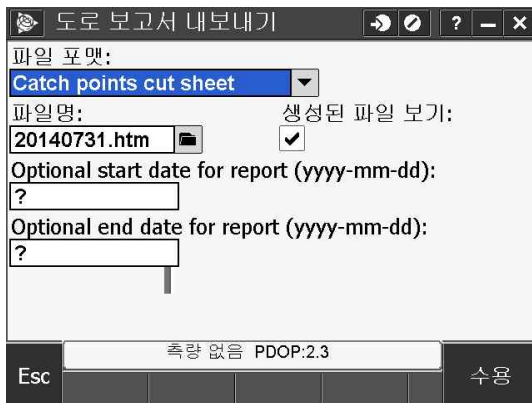 도로 보고서 내보내기 ?
파일 포맷:
Catch points cut sheet
파일명: 생성된 파일 보기:
20140731.htm
Optional start date for report (yyyy-mm-dd):
?
Optional end date for report (yyyy-mm-dd):
?
측량 없음 PDOP:2.3
Esc 수용